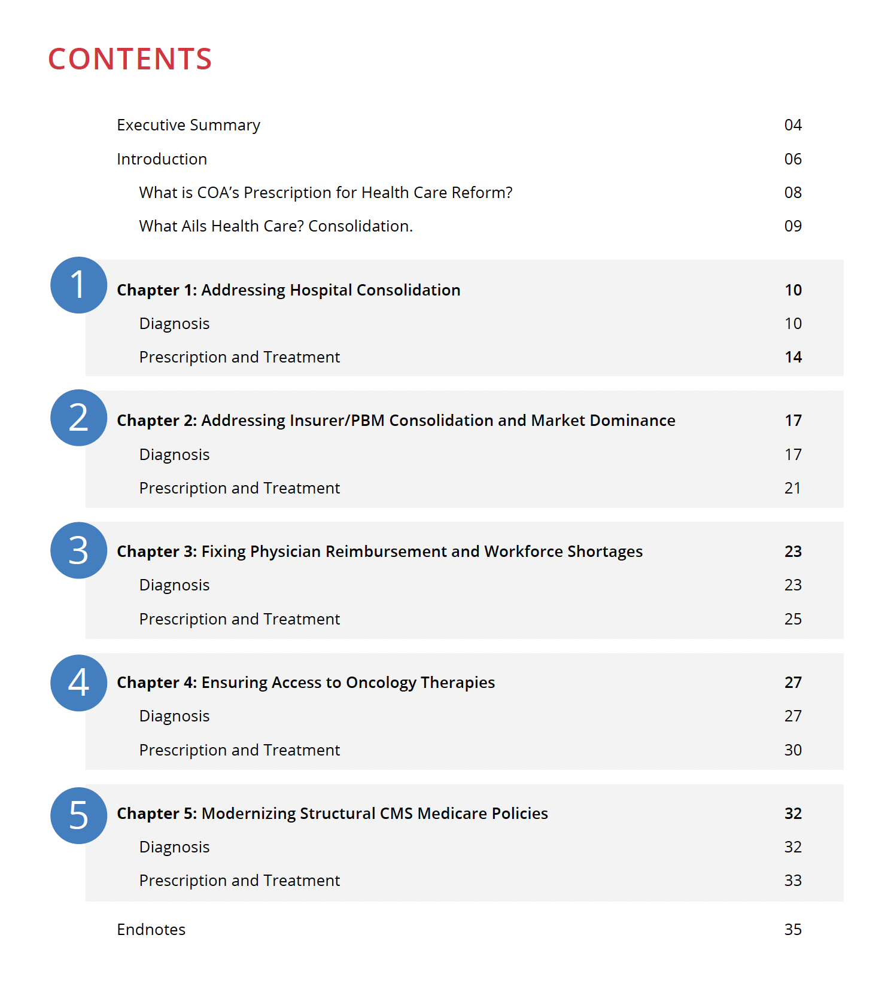 CONTENTS
Executive Summary 04
Introduction 06
What is COA’s Prescription for Health Care Reform? 08
What Ails Health Care? Consolidation. 09
1
Chapter 1: Addressing Hospital Consolidation 10
Diagnosis 10
Prescription and Treatment 14
2
Chapter 2: Addressing Insurer/PBM Consolidation and Market Dominance 17
Diagnosis 17
Prescription and Treatment 21
3
Chapter 3: Fixing Physician Reimbursement and Workforce Shortages 23
Diagnosis 23
Prescription and Treatment 25
4
Chapter 4: Ensuring Access to Oncology Therapies 27
Diagnosis 27
Prescription and Treatment 30
5
Chapter 5: Modernizing Structural CMS Medicare Policies 32
Diagnosis 32
Prescription and Treatment 33
Endnotes 35